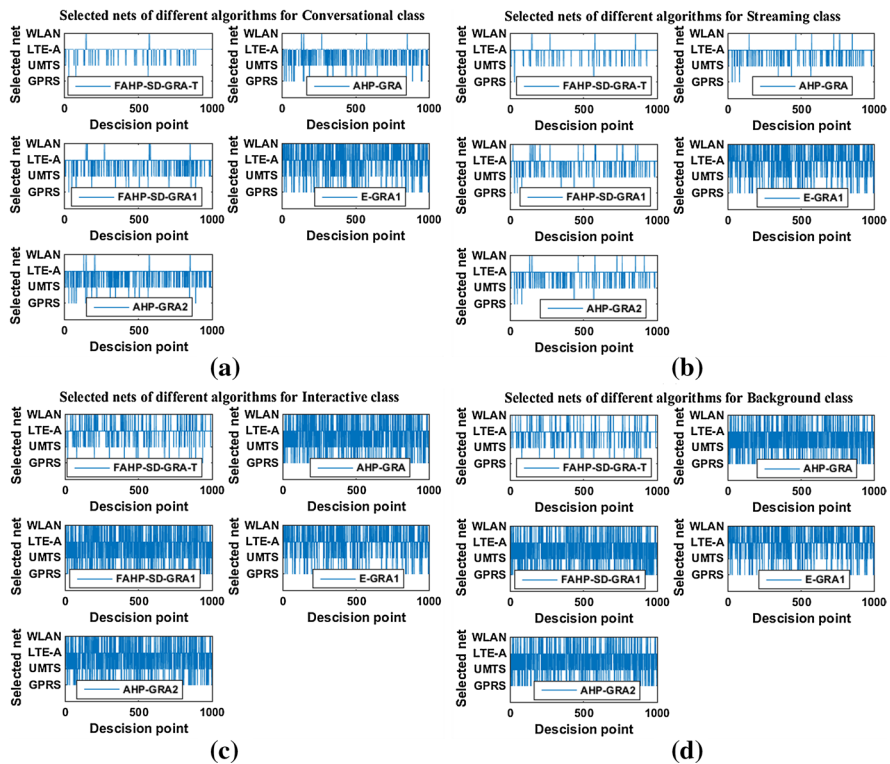 Selected nets of different algorithms for Conversational class
Selected net
WLAN
LTE-A
UMTS
GPRS
FAHP-SD-GRA-T
0 500 1000
Descision point
Selected net
WLAN
LTE-A
UMTS
GPRS
AHP-GRA
0 500 1000
Descision point
Selected net
WLAN
LTE-A
UMTS
GPRS
FAHP-SD-GRA1
0 500 1000
Descision point
Selected net
WLAN
LTE-A
UMTS
GPRS
E-GRA1
0 500 1000
Descision point
Selected net
WLAN
LTE-A
UMTS
GPRS
AHP-GRA2
0 500 1000
Descision point
(a)
Selected nets of different algorithms for Streaming class
Selected net
WLAN
LTE-A
UMTS
GPRS
FAHP-SD-GRA-T
0 500 1000
Descision point
Selected net
WLAN
LTE-A
UMTS
GPRS
AHP-GRA
0 500 1000
Descision point
Selected net
WLAN
LTE-A
UMTS
GPRS
FAHP-SD-GRA1
0 500 1000
Descision point
Selected net
WLAN
LTE-A
UMTS
GPRS
E-GRA1
0 500 1000
Descision point
Selected net
WLAN
LTE-A
UMTS
GPRS
AHP-GRA2
0 500 1000
Descision point
(b)
Selected nets of different algorithms for Interactive class
Selected net
WLAN
LTE-A
UMTS
GPRS
FAHP-SD-GRA-T
0 500 1000
Descision point
Selected net
WLAN
LTE-A
UMTS
GPRS
AHP-GRA
0 500 1000
Descision point
Selected net
WLAN
LTE-A
UMTS
GPRS
FAHP-SD-GRA1
0 500 1000
Descision point
Selected net
WLAN
LTE-A
UMTS
GPRS
E-GRA1
0 500 1000
Descision point
Selected net
WLAN
LTE-A
UMTS
GPRS
AHP-GRA2
0 500 1000
Descision point
(c)
Selected nets of different algorithms for Background class
Selected net
WLAN
LTE-A
UMTS
GPRS
FAHP-SD-GRA-T
0 500 1000
Descision point
Selected net
WLAN
LTE-A
UMTS
GPRS
AHP-GRA
0 500 1000
Descision point
Selected net
WLAN
LTE-A
UMTS
GPRS
FAHP-SD-GRA1
0 500 1000
Descision point
Selected net
WLAN
LTE-A
UMTS
GPRS
E-GRA1
0 500 1000
Descision point
Selected net
WLAN
LTE-A
UMTS
GPRS
AHP-GRA2
0 500 1000
Descision point
(d)